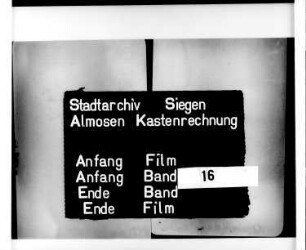 Stadtarchiv Siegen
Almosen Kastenrechnung
Anfang Film
Anfang Band 16
Ende Band
Ende Film